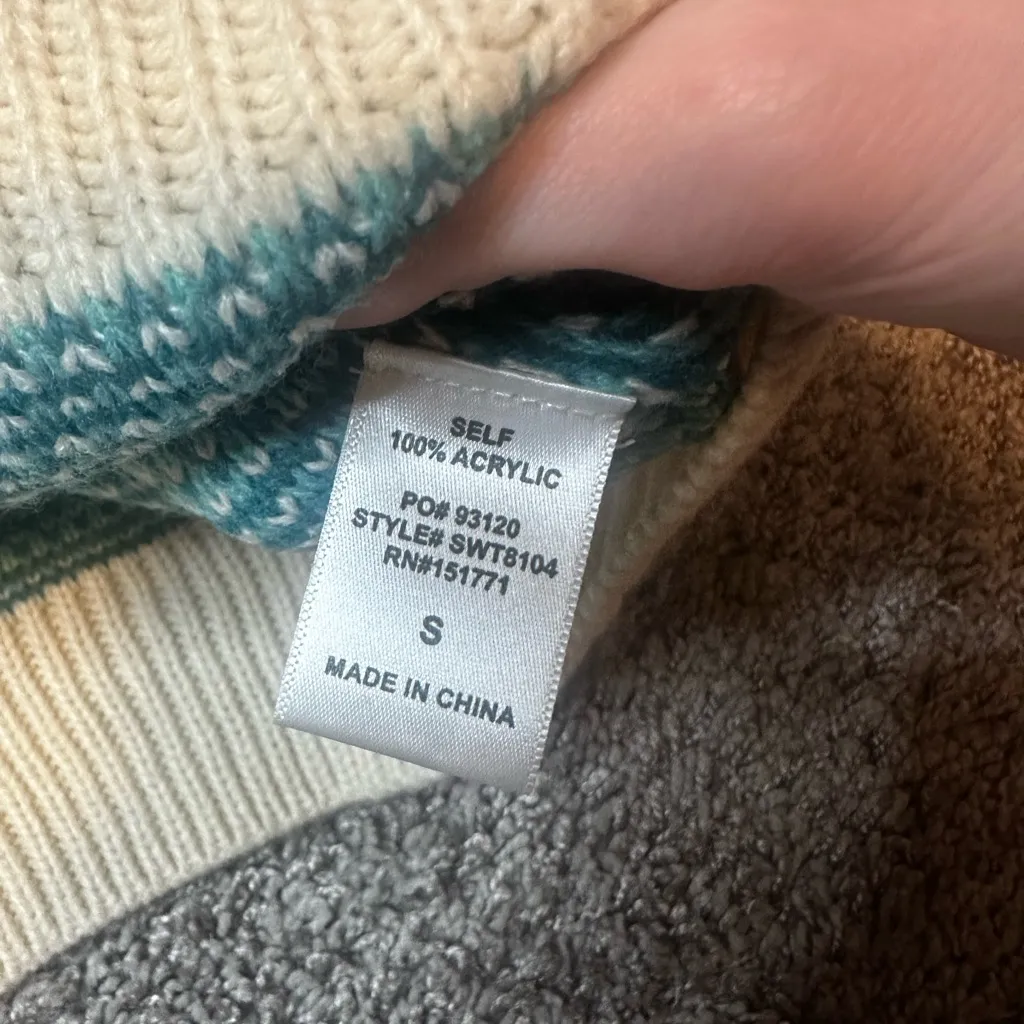 SELF
100% ACRYLIC
PO# 93120
STYLE# SWT8104
RN#151771
S
MADE IN CHINA